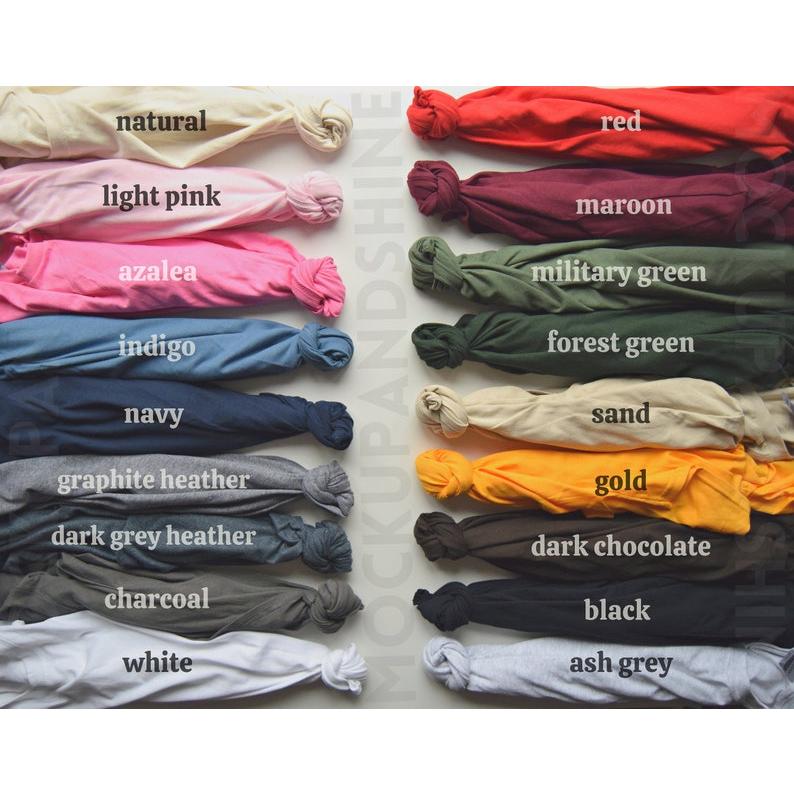 natural
light pink
azalea
indigo
navy
graphite heather
dark grey heather
charcoal
white
MOCKUPANDSHINE
red
maroon
military green
forest green
sand
gold
dark chocolate
black
ash grey